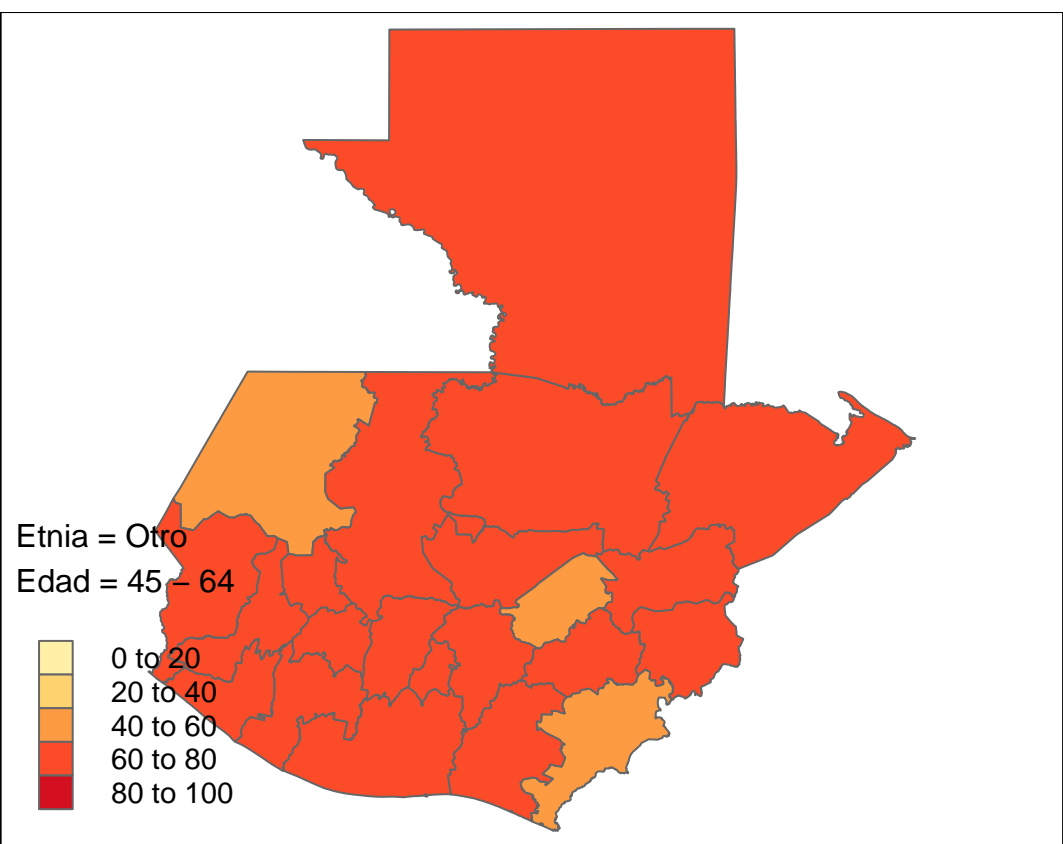 Etnia = Otro
Edad = 45 – 64
0 to 20
20 to 40
40 to 60
60 to 80
80 to 100